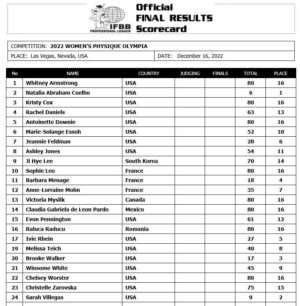 Official
IFBB FINAL RESULTS
PROFESSIONAL LEAGUE Scorecard
COMPETITION: 2022 WOMEN'S PHYSIQUE OLYMPIA
PLACE: Las Vegas, Nevada, USA DATE: December 16, 2022
No NAME COUNTRY JUDGING FINALS TOTAL PLACE
1 Whitney Armstrong USA 80 16
2 Natalia Abraham Coelho USA 6 1
3 Kristy Cox USA 80 16
4 Rachel Daniels USA 63 13
5 Antoinette Downie USA 80 16
6 Marie-Solange Essoh USA 52 10
7 Jeannie Feldman USA 28 6
8 Ashley Jones USA 54 11
9 Ji Hye Lee South Korea 70 14
10 Sophie Leo France 80 16
11 Barbara Menage France 18 4
12 Anne-Lorraine Mohn France 35 7
13 Victoria Myslik Canada 80 16
14 Claudia Gabriela de Leon Pardo Mexico 80 16
15 Evon Pennington USA 61 12
16 Raluca Raducu Romania 80 16
17 Ivie Rhein USA 27 5
18 Melissa Teich USA 40 8
20 Brooke Walker USA 17 3
21 Winsome White USA 45 9
22 Chelsey Worster USA 80 16
23 Christelle Zarovska USA 75 15
24 Sarah Villegas USA 9 2